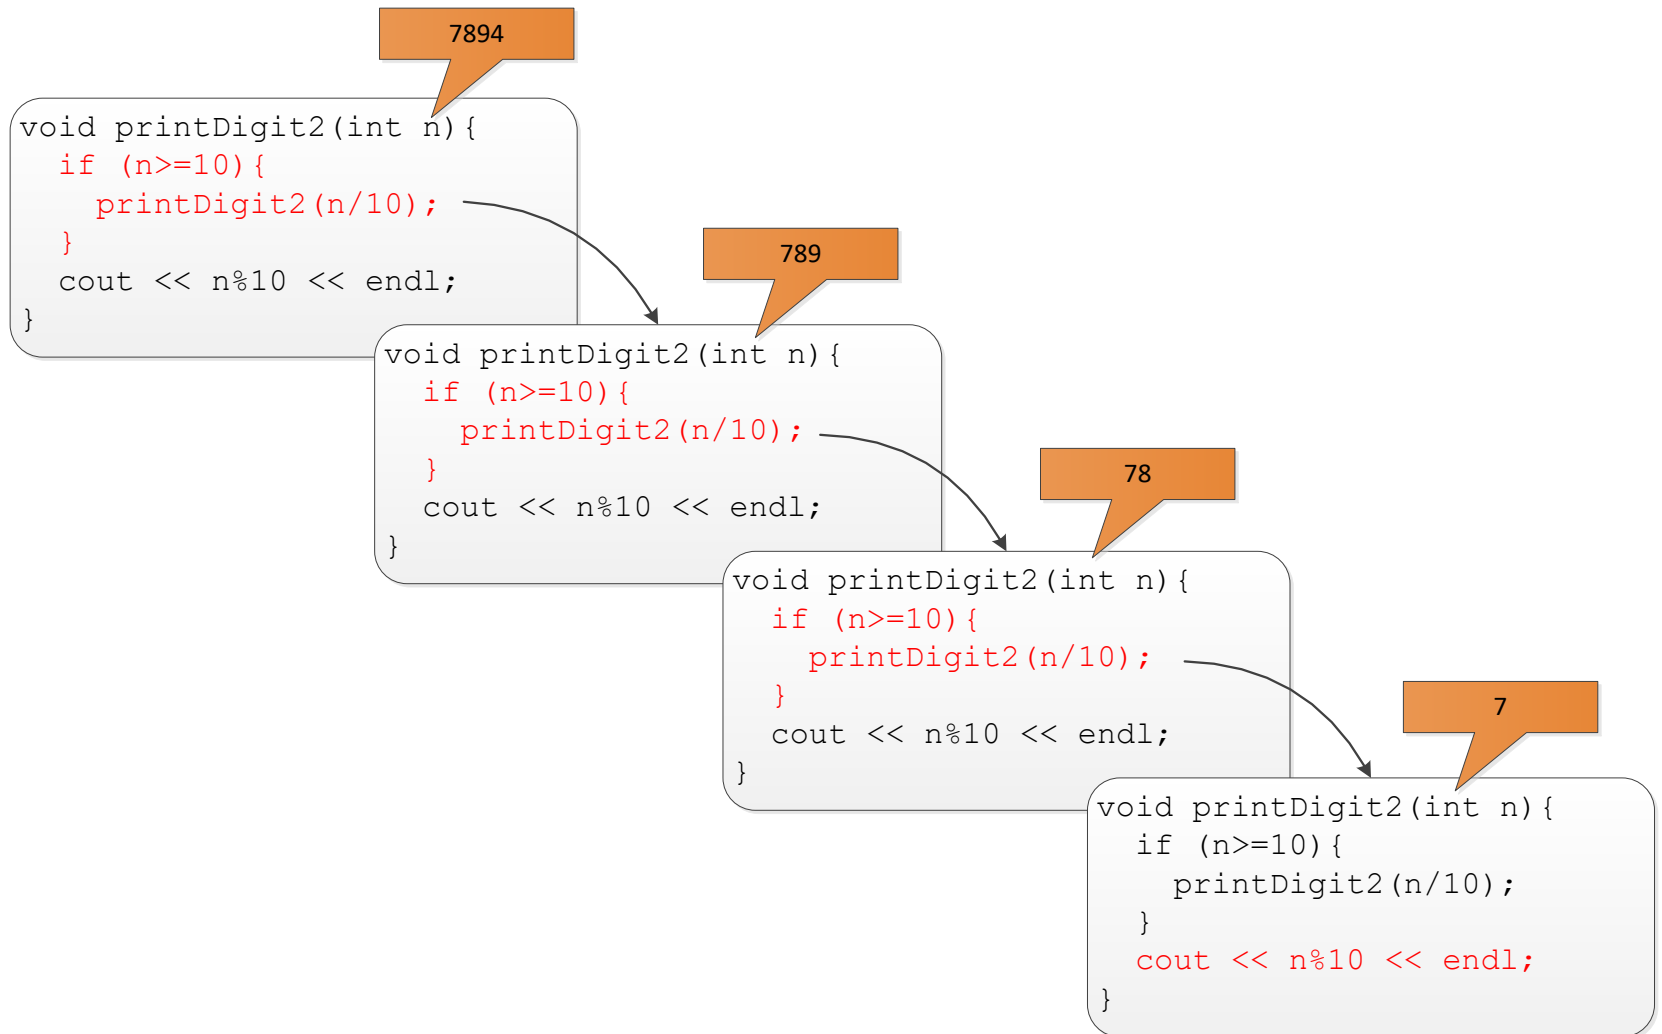 7894
void printDigit2(int n){
  if (n>=10){
    printDigit2(n/10);
  }
  cout << n%10 << endl;
}
789
void printDigit2(int n){
  if (n>=10){
    printDigit2(n/10);
  }
  cout << n%10 << endl;
}
78
void printDigit2(int n){
  if (n>=10){
    printDigit2(n/10);
  }
  cout << n%10 << endl;
}
7
void printDigit2(int n){
  if (n>=10){
    printDigit2(n/10);
  }
  cout << n%10 << endl;
}